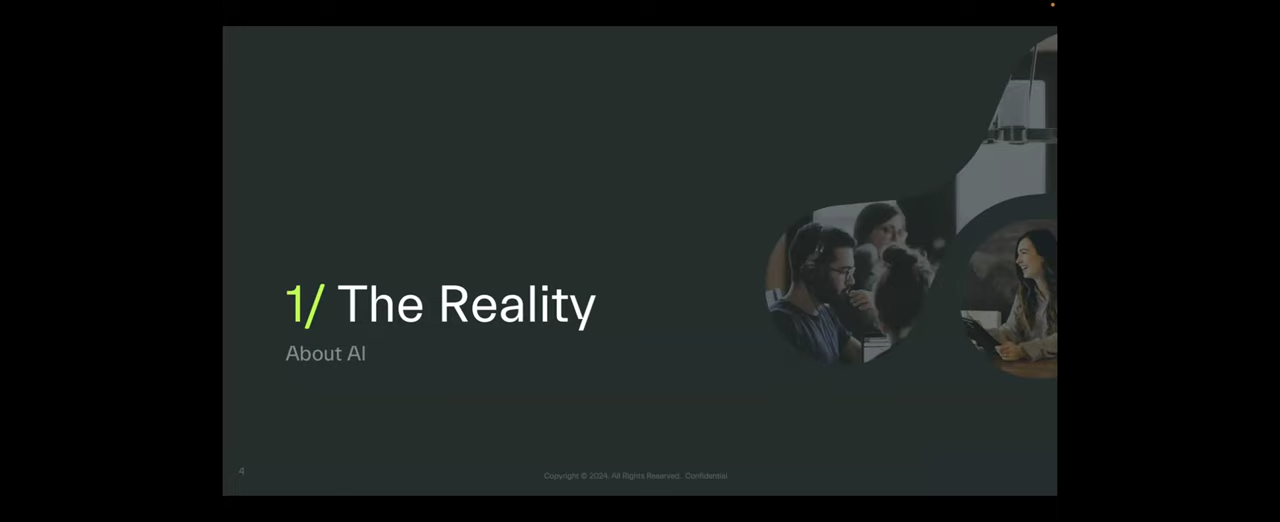 1/ The Reality
About AI
4
Copyright © 2024. All Rights Reserved. Confidential